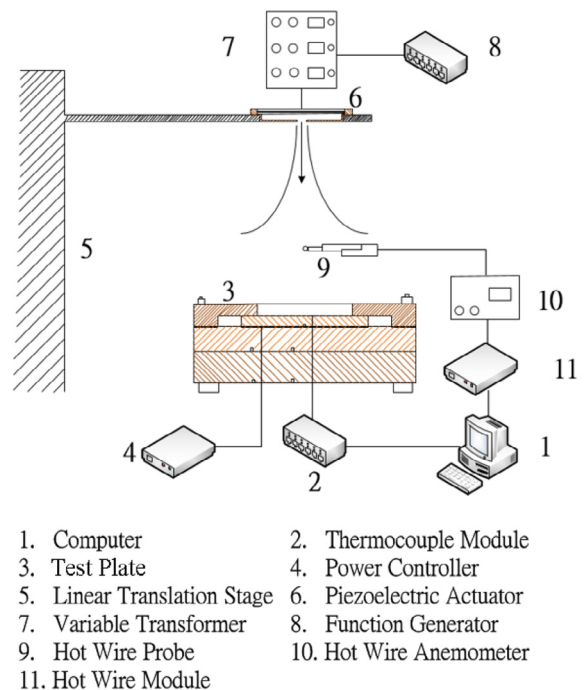 7
8
6
5
3
9
10
11
4
2
1
1. Computer
2. Thermocouple Module
3. Test Plate
4. Power Controller
5. Linear Translation Stage
6. Piezoelectric Actuator
7. Variable Transformer
8. Function Generator
9. Hot Wire Probe
10. Hot Wire Anemometer
11. Hot Wire Module